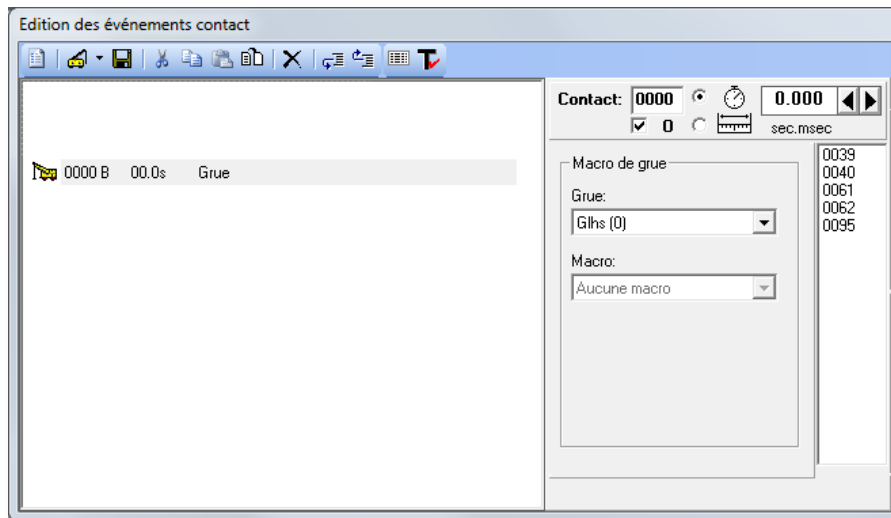 Edition des événements contact
0000 B 00.0s Grue
Contact: 0000 0.000
0 sec.msec
Macro de grue
Grue:
Glhs (0)
Macro:
Aucune macro
0039
0040
0061
0062
0095